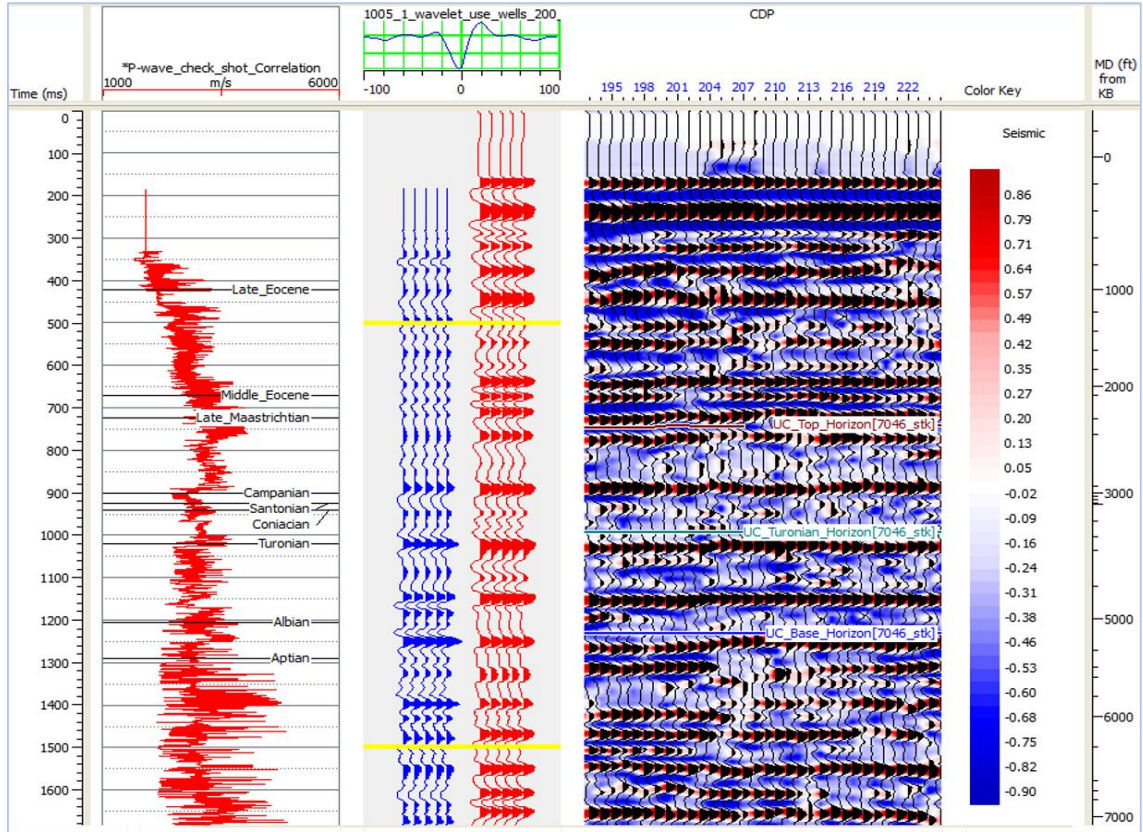 1005_1_wavelet_use_wells_200_
CDP
*P-wave_check_shot_Correlation
Time (ms)
1000 m/s 6000
-100 0 100
195 198 201 204 207 210 213 216 219 222
Color Key
MD (ft)
from
KB
0
100
200
300
400
500
600
700
800
900
1000
1100
1200
1300
1400
1500
1600
Late_Eocene
Middle_Eocene
Late_Maastrichtian
Campanian
Santonian
Coniacian
Turonian
Albian
Aptian
UC_Top_Horizon[7046_stk]
UC_Turonian_Horizon[7046_stk]
UC_Base_Horizon[7046_stk]
Seismic
0.86
0.79
0.71
0.64
0.57
0.49
0.42
0.35
0.27
0.20
0.13
0.05
-0.02
-0.09
-0.16
-0.24
-0.31
-0.38
-0.46
-0.53
-0.60
-0.68
-0.75
-0.82
-0.90
0
1000
2000
3000
4000
5000
6000
7000